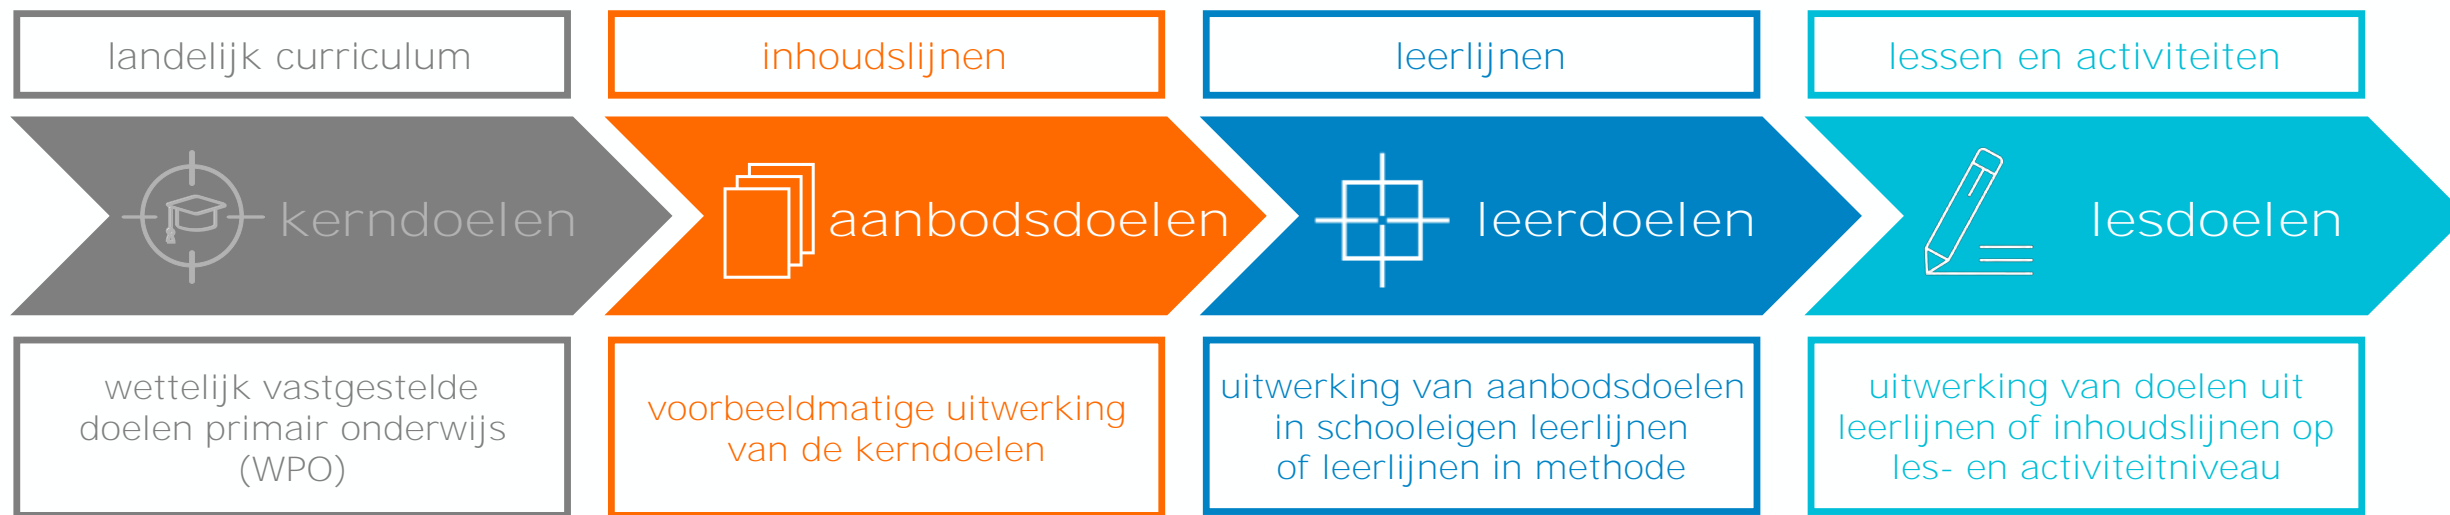 landelijk curriculum
inhoudslijnen
leerlijnen
lessen en activiteiten
kerndoelen
aanbodsdoelen
leerdoelen
lesdoelen
wettelijk vastgestelde
doelen primair onderwijs
(WPO)
voorbeeldmatige uitwerking
van de kerndoelen
uitwerking van aanbodsdoelen
in schooleigen leerlijnen
of leerlijnen in methode
uitwerking van doelen uit
leerlijnen of inhoudslijnen op
les- en activiteitniveau